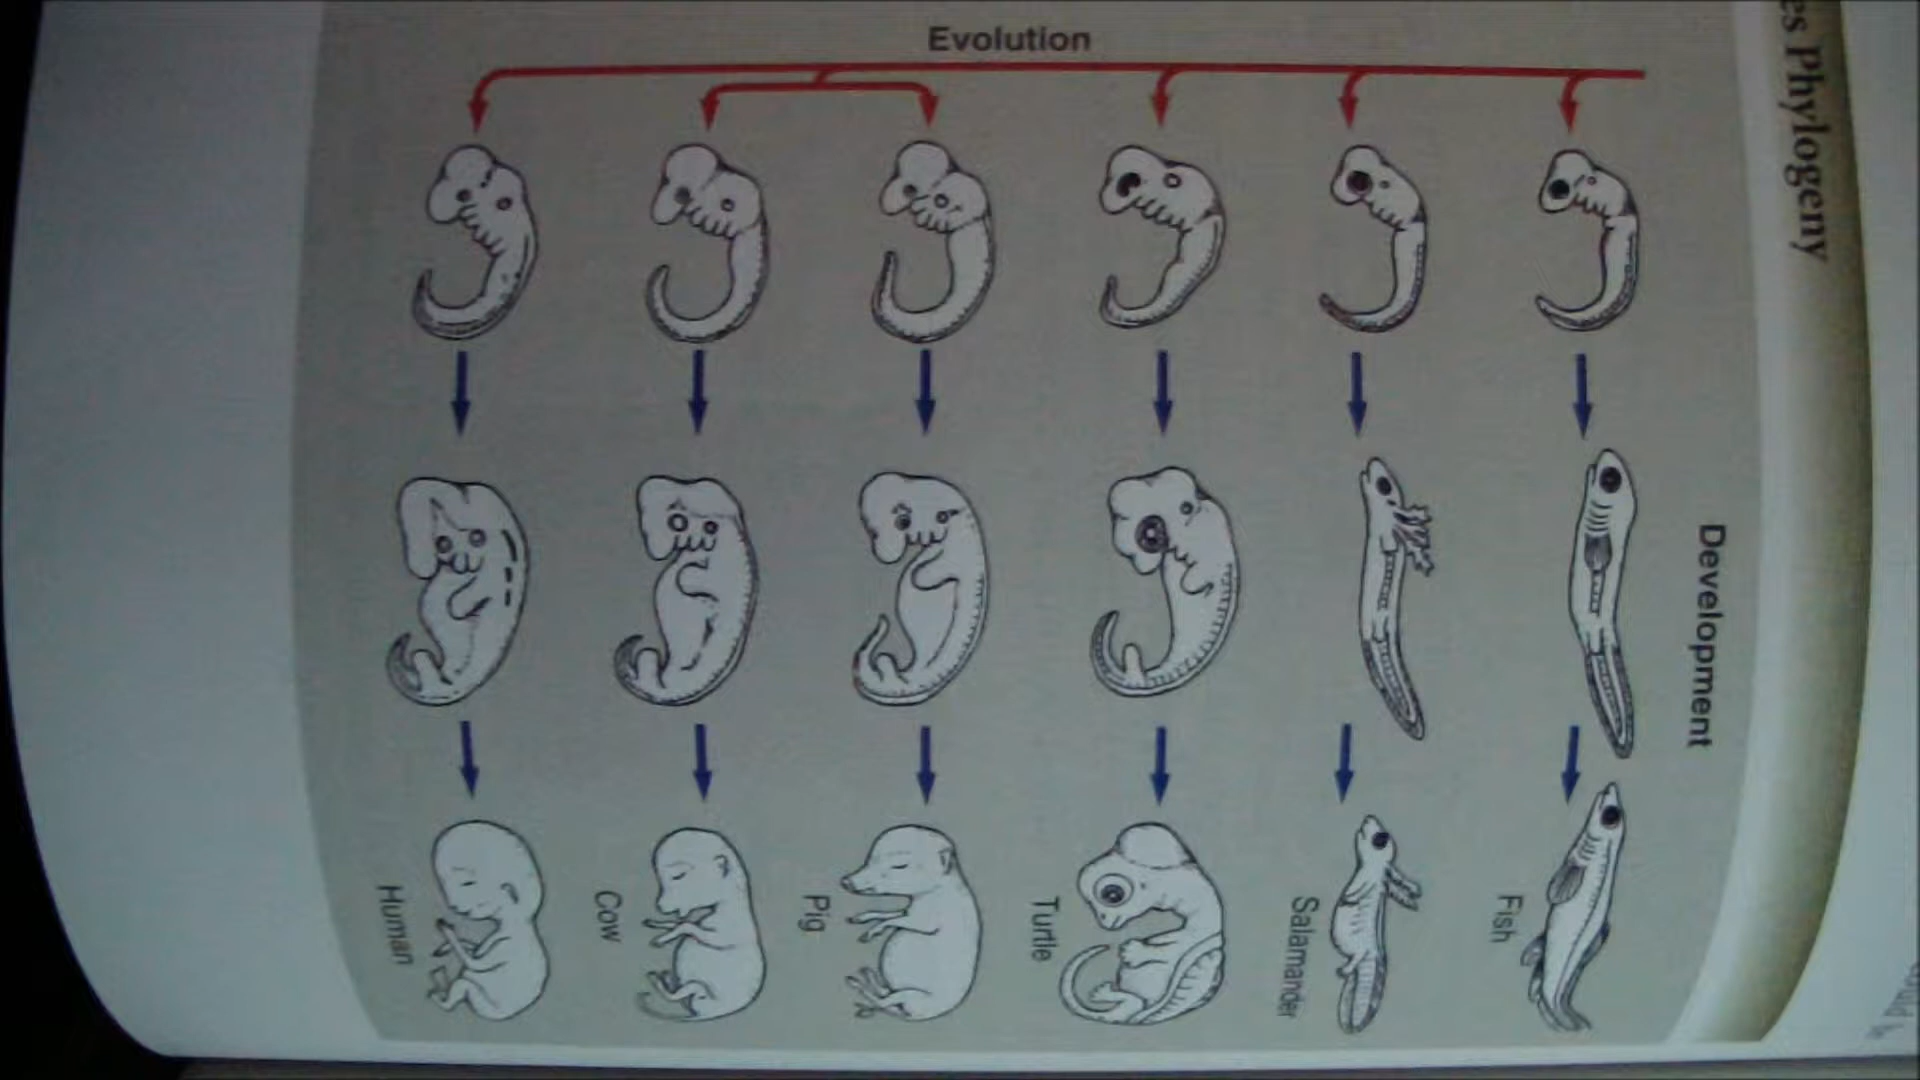 es Phylogeny
Evolution
Development
Human
Cow
Pig
Turtle
Salamander
Fish